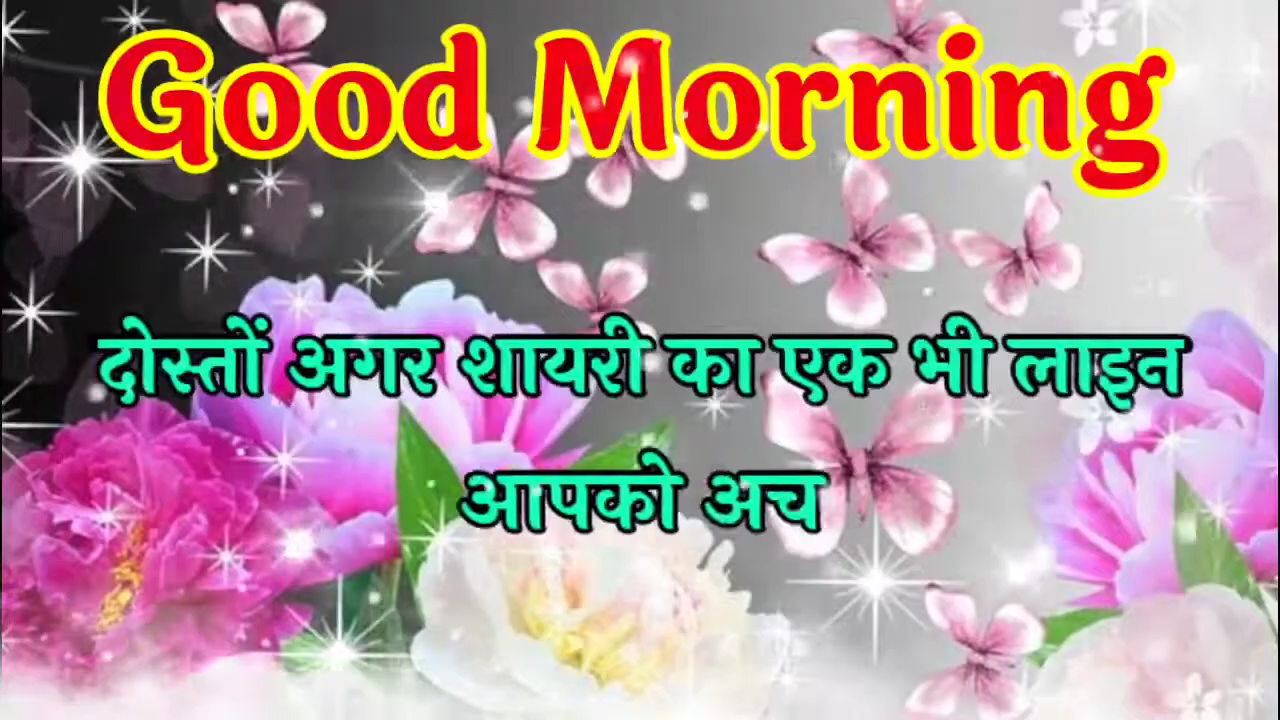 Good Morning
दोस्तों अगर शायरी का एक भी लाइन
आपको अच